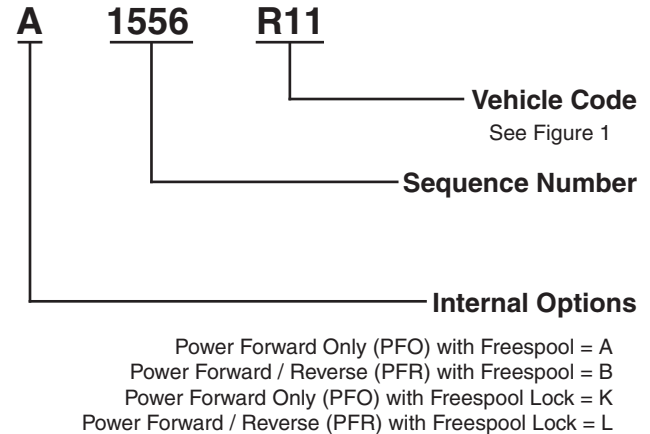 A 1556 R11
Vehicle Code
See Figure 1
Sequence Number
Internal Options
Power Forward Only (PFO) with Freespool = A
Power Forward / Reverse (PFR) with Freespool = B
Power Forward Only (PFO) with Freespool Lock = K
Power Forward / Reverse (PFR) with Freespool Lock = L